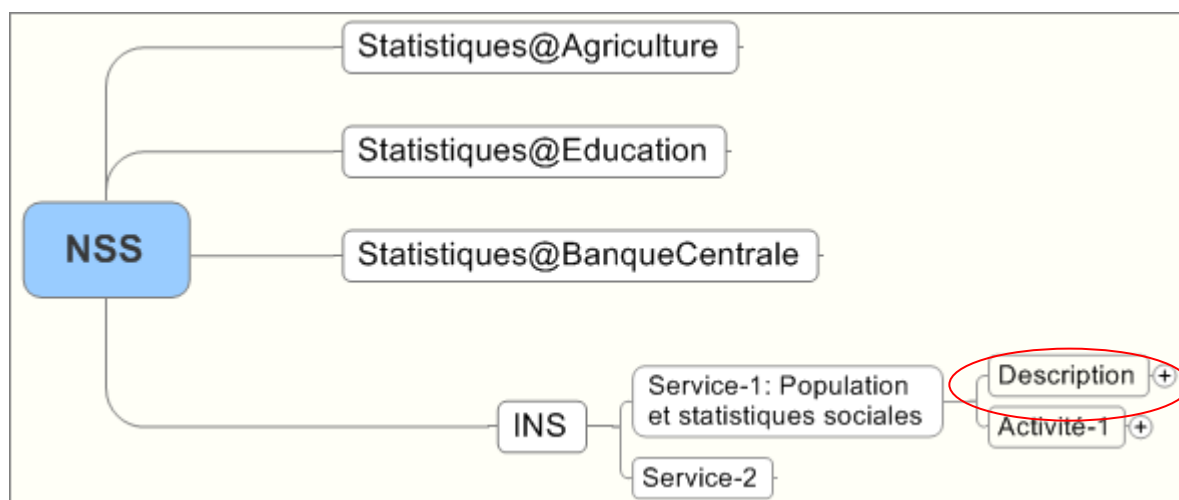 Statistiques@Agriculture
Statistiques@Education
NSS
Statistiques@BanqueCentrale
Service-1: Population
et statistiques sociales
Description
Activité-1
INS
Service-2